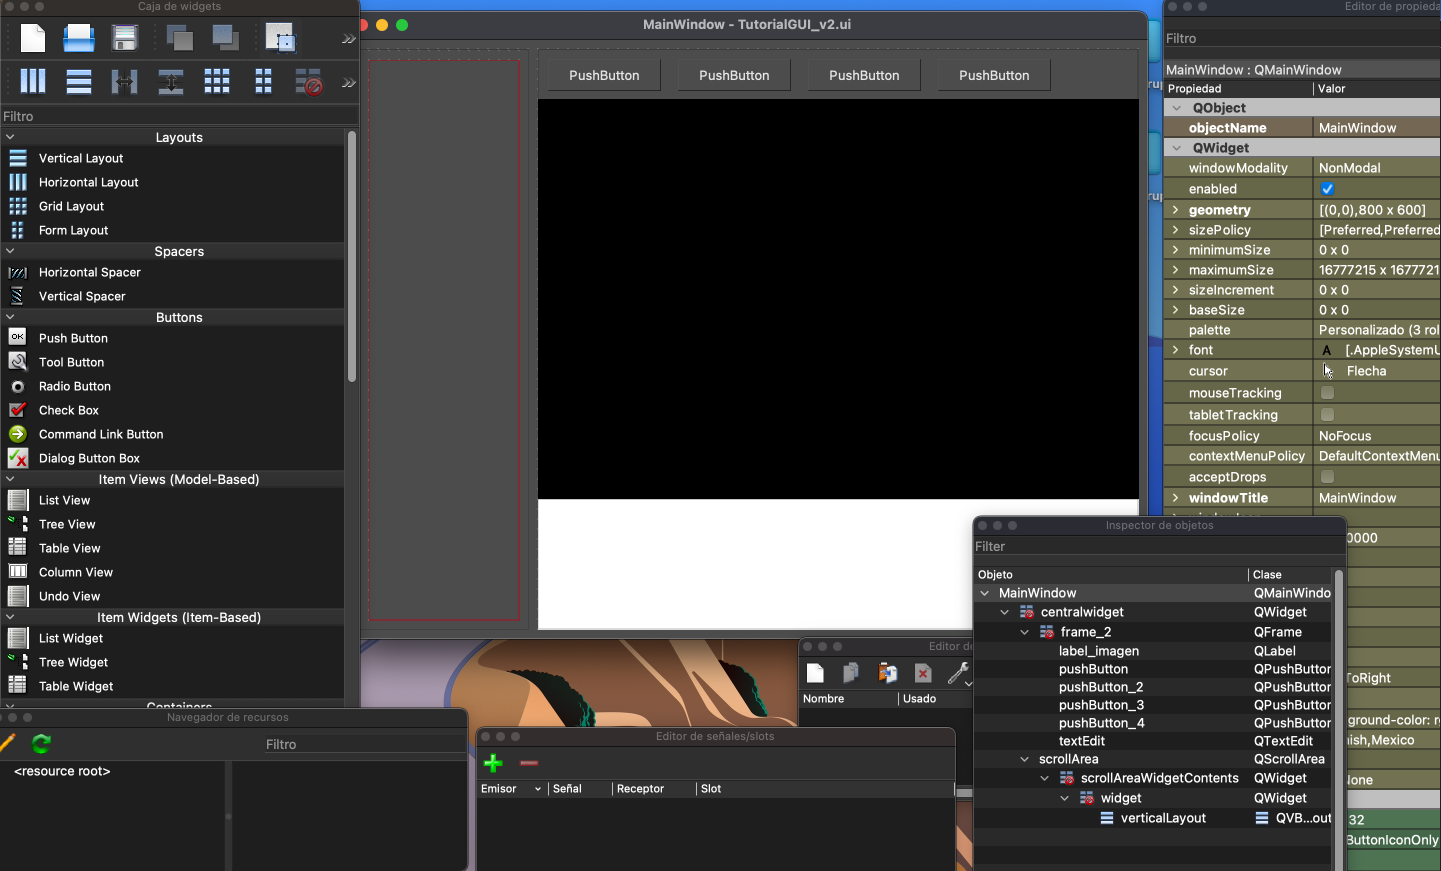 Caja de widgets
Filtro
Layouts
Vertical Layout
Horizontal Layout
Grid Layout
Form Layout
Spacers
Horizontal Spacer
Vertical Spacer
Buttons
OK
Push Button
Tool Button
Radio Button
Check Box
Command Link Button
Dialog Button Box
Item Views (Model-Based)
List View
Tree View
Table View
Column View
Undo View
Item Widgets (Item-Based)
List Widget
Tree Widget
Table Widget
Containers
MainWindow - TutorialGUI_v2.ui
PushButton PushButton PushButton PushButton
Editor de propieda
Filtro
MainWindow : QMainWindow
Propiedad Valor
QObject
objectName MainWindow
QWidget
windowModality NonModal
enabled
geometry [(0,0),800 x 600]
sizePolicy [Preferred,Preferred
minimumSize 0 x 0
maximumSize 16777215 x 1677721
sizeIncrement 0 x 0
baseSize 0 x 0
palette Personalizado (3 rol
font A [.AppleSystemU
cursor Flecha
mouseTracking
tabletTracking
focusPolicy NoFocus
contextMenuPolicy DefaultContextMenu
acceptDrops
windowTitle MainWindow
0000
ToRight
ground-color: r
ish,Mexico
None
32
ButtonIconOnly
Inspector de objetos
Filter
Objeto Clase
MainWindow QMainWindo
centralwidget QWidget
frame_2 QFrame
label_imagen QLabel
pushButton QPushButton
pushButton_2 QPushButton
pushButton_3 QPushButton
pushButton_4 QPushButton
textEdit QTextEdit
scrollArea QScrollArea
scrollAreaWidgetContents QWidget
widget QWidget
verticalLayout QVB...out
Editor de
Nombre Usado
Navegador de recursos
Filtro
<resource root>
Editor de señales/slots
Emisor Señal Receptor Slot